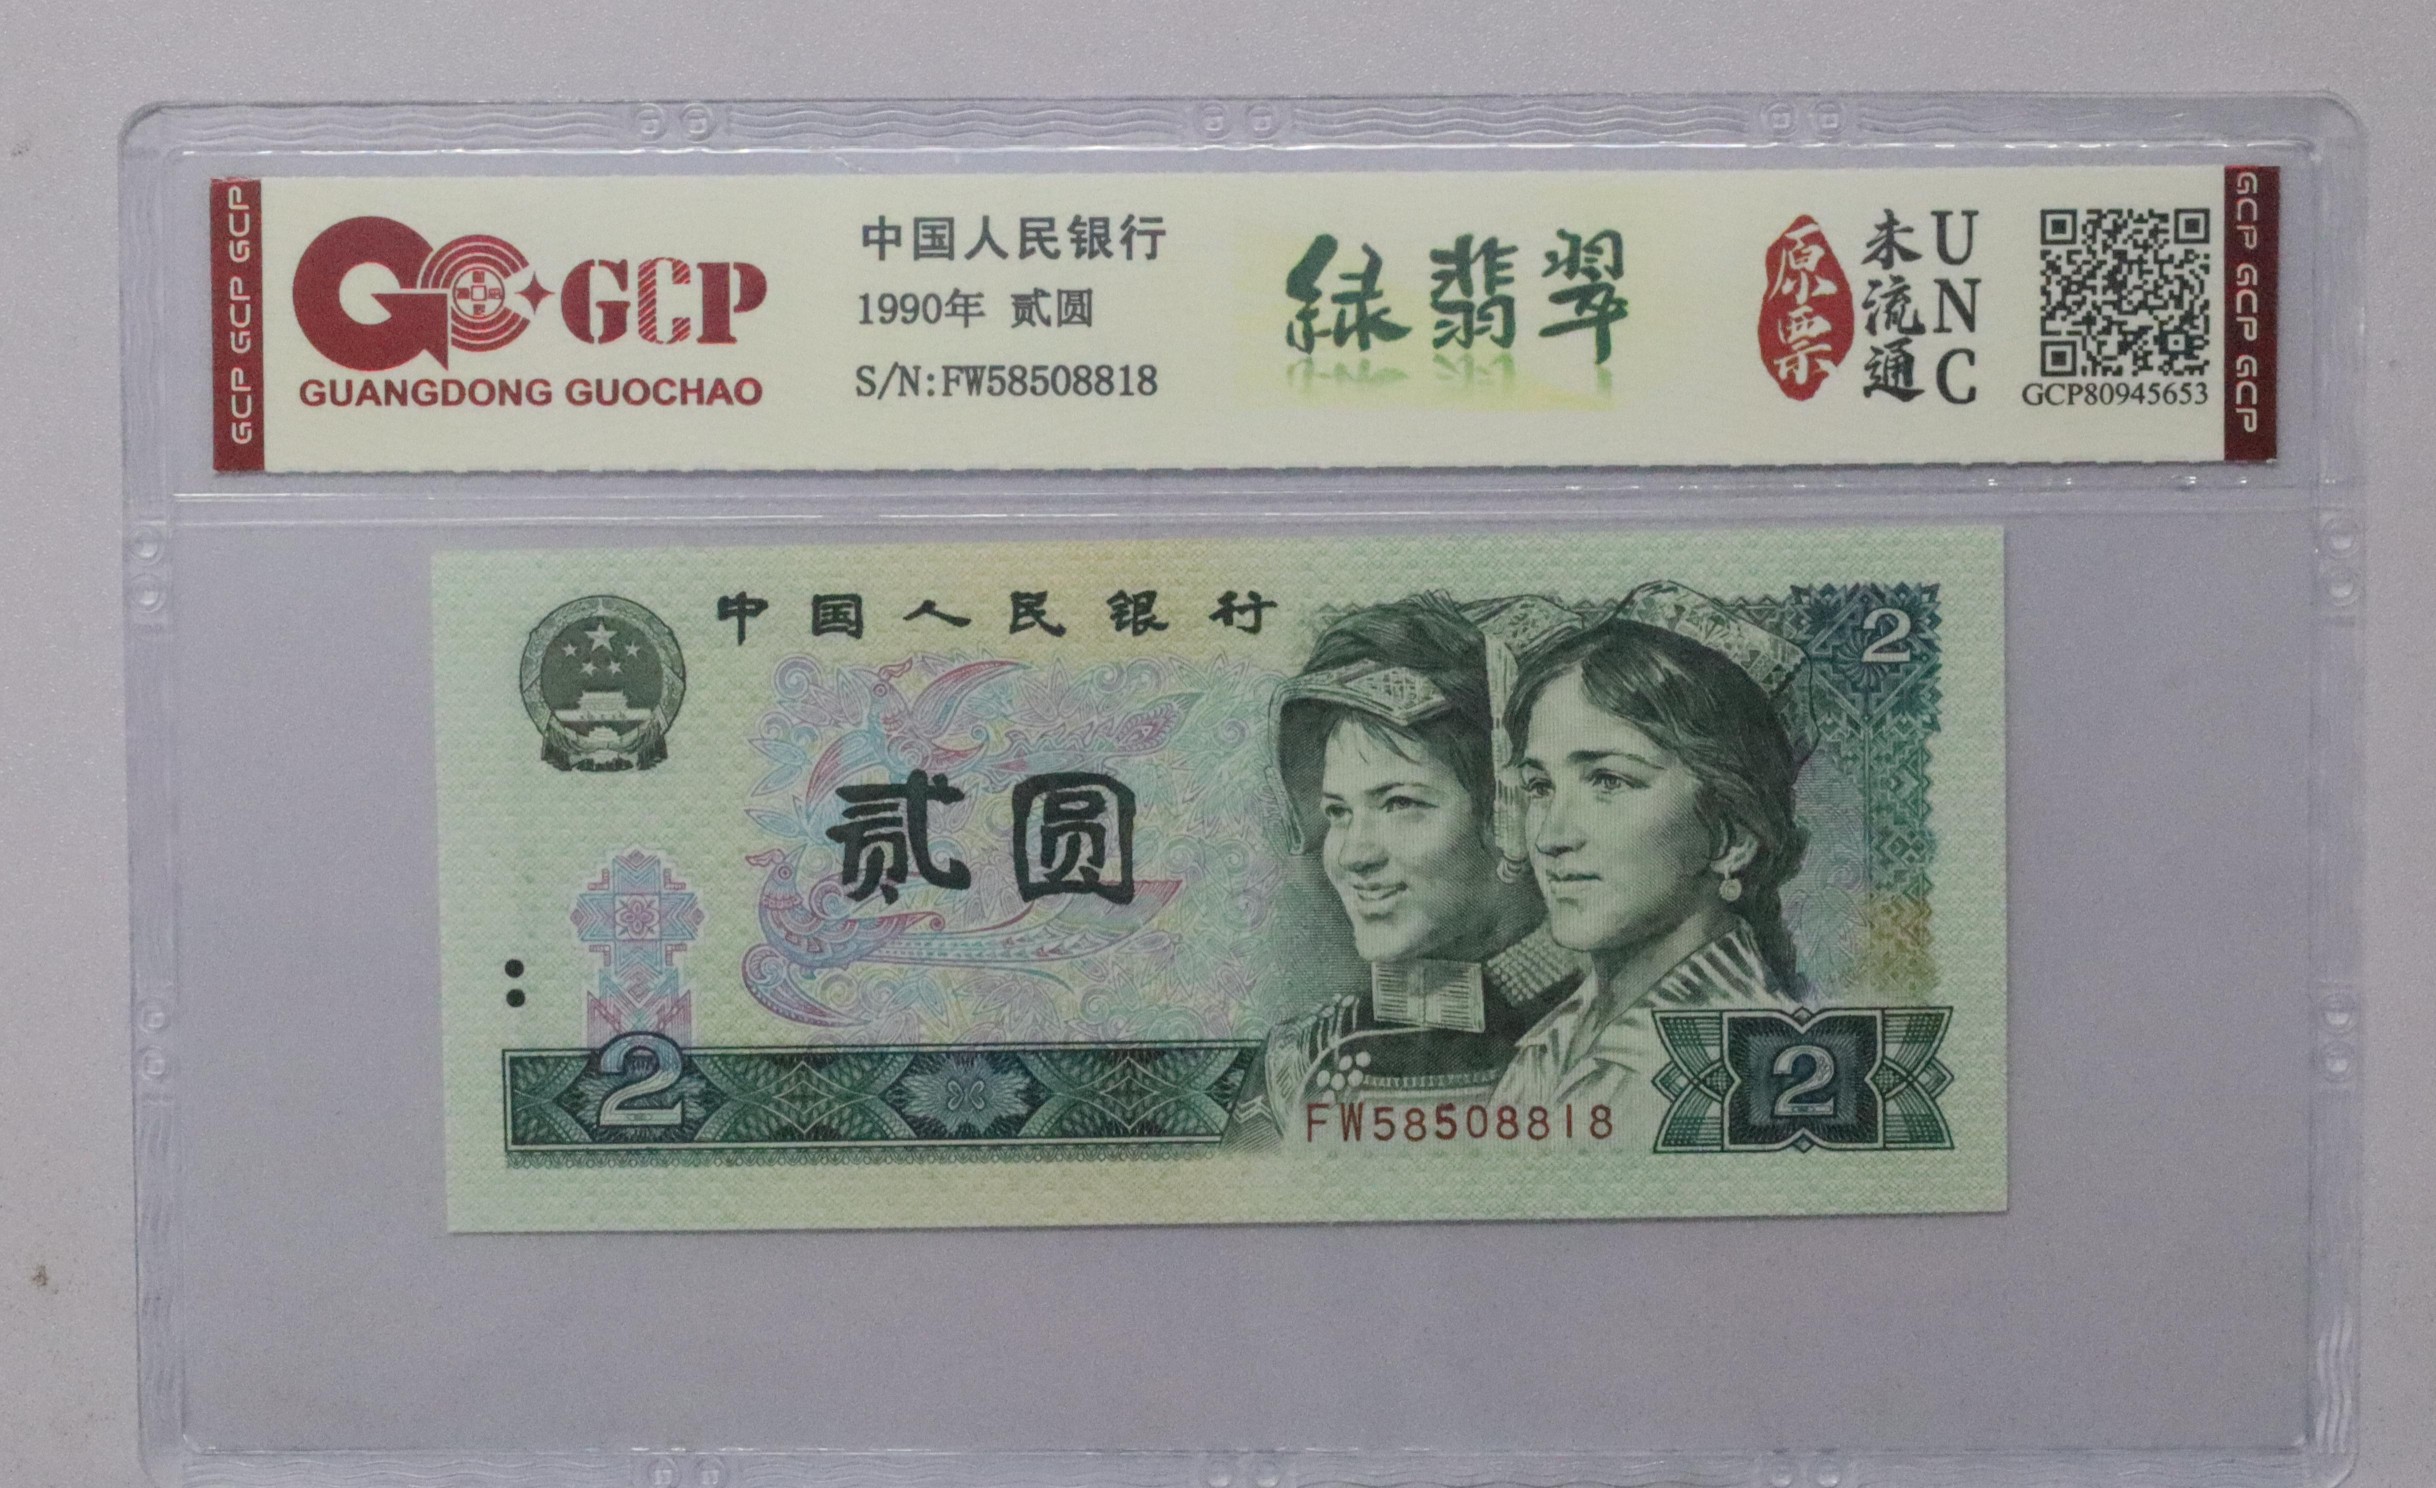 GCP GCP GCP
GCP
GUANGDONG GUOCHAO
中国人民银行
1990年 贰圆
S/N:FW58508818
绿翡翠
原票
未流通
UNC
GCP80945653
GCP GCP GCP
中国人民银行
2
贰圆
2
2
FW58508818